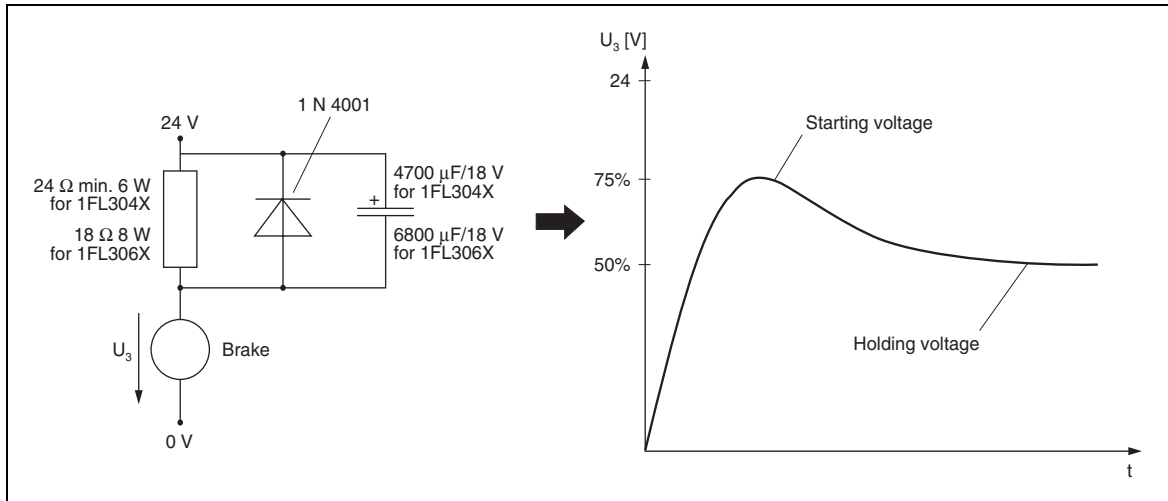 1 N 4001
24 V
24 Ω min. 6 W
for 1FL304X
18 Ω 8 W
for 1FL306X
+
4700 µF/18 V
for 1FL304X
6800 µF/18 V
for 1FL306X
U3
Brake
0 V
U3 [V]
24
75%
50%
Starting voltage
Holding voltage
t